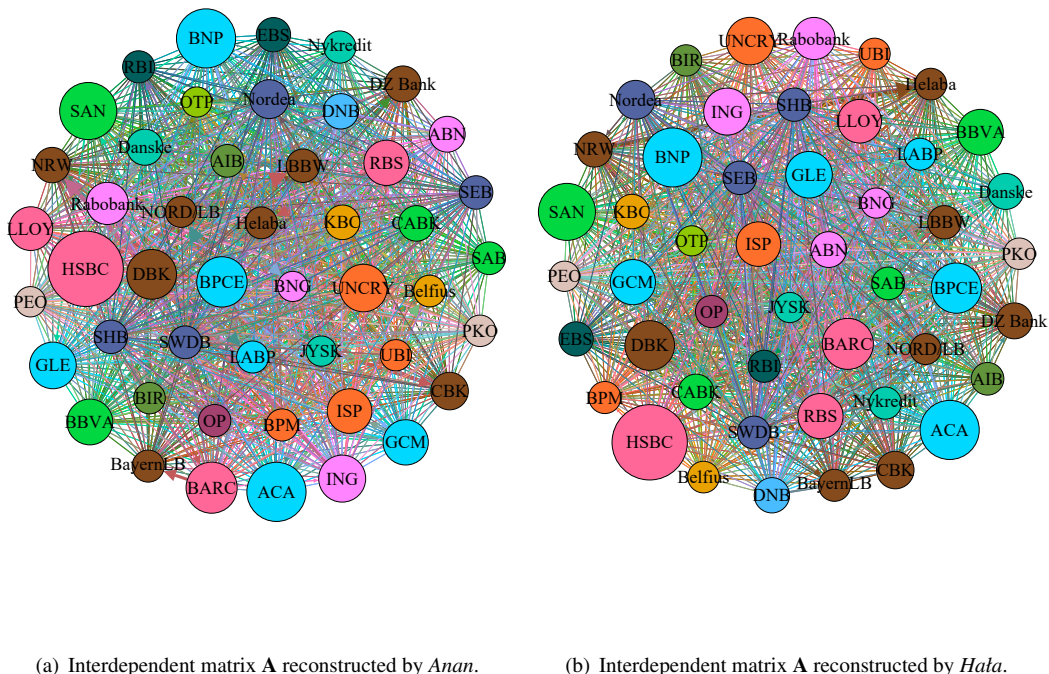 BNP
EBS
Nykredit
RBI
DZ Bank
SAN
OTP
Nordea
DNB
ABN
Danske
AIB
LBBW
RBS
NRW
SEB
Rabobank
NORD/LB
Helaba
KBC
CABK
LLOY
SAB
HSBC
DBK
BPCE
BNG
UNCRY
Belfius
PEO
PKO
SHB
SWDB
LABP
JYSK
UBI
GLE
CBK
BIR
BBVA
OP
BPM
ISP
GCM
BayernLB
BARC
ACA
ING
(a) Interdependent matrix A reconstructed by Anan.
UNCRY
Rabobank
UBI
BIR
Helaba
Nordea
ING
SHB
LLOY
BBVA
NRW
BNP
LABP
SEB
GLE
Danske
SAN
KBC
BNG
LBBW
OTP
ISP
ABN
PKO
PEO
GCM
SAB
BPCE
OP
JYSK
DZ Bank
EBS
DBK
BARC
NORD/LB
RBI
AIB
BPM
CABK
Nykredit
HSBC
SWDB
RBS
ACA
Belfius
DNB
BayernLB
CBK
(b) Interdependent matrix A reconstructed by Hała.